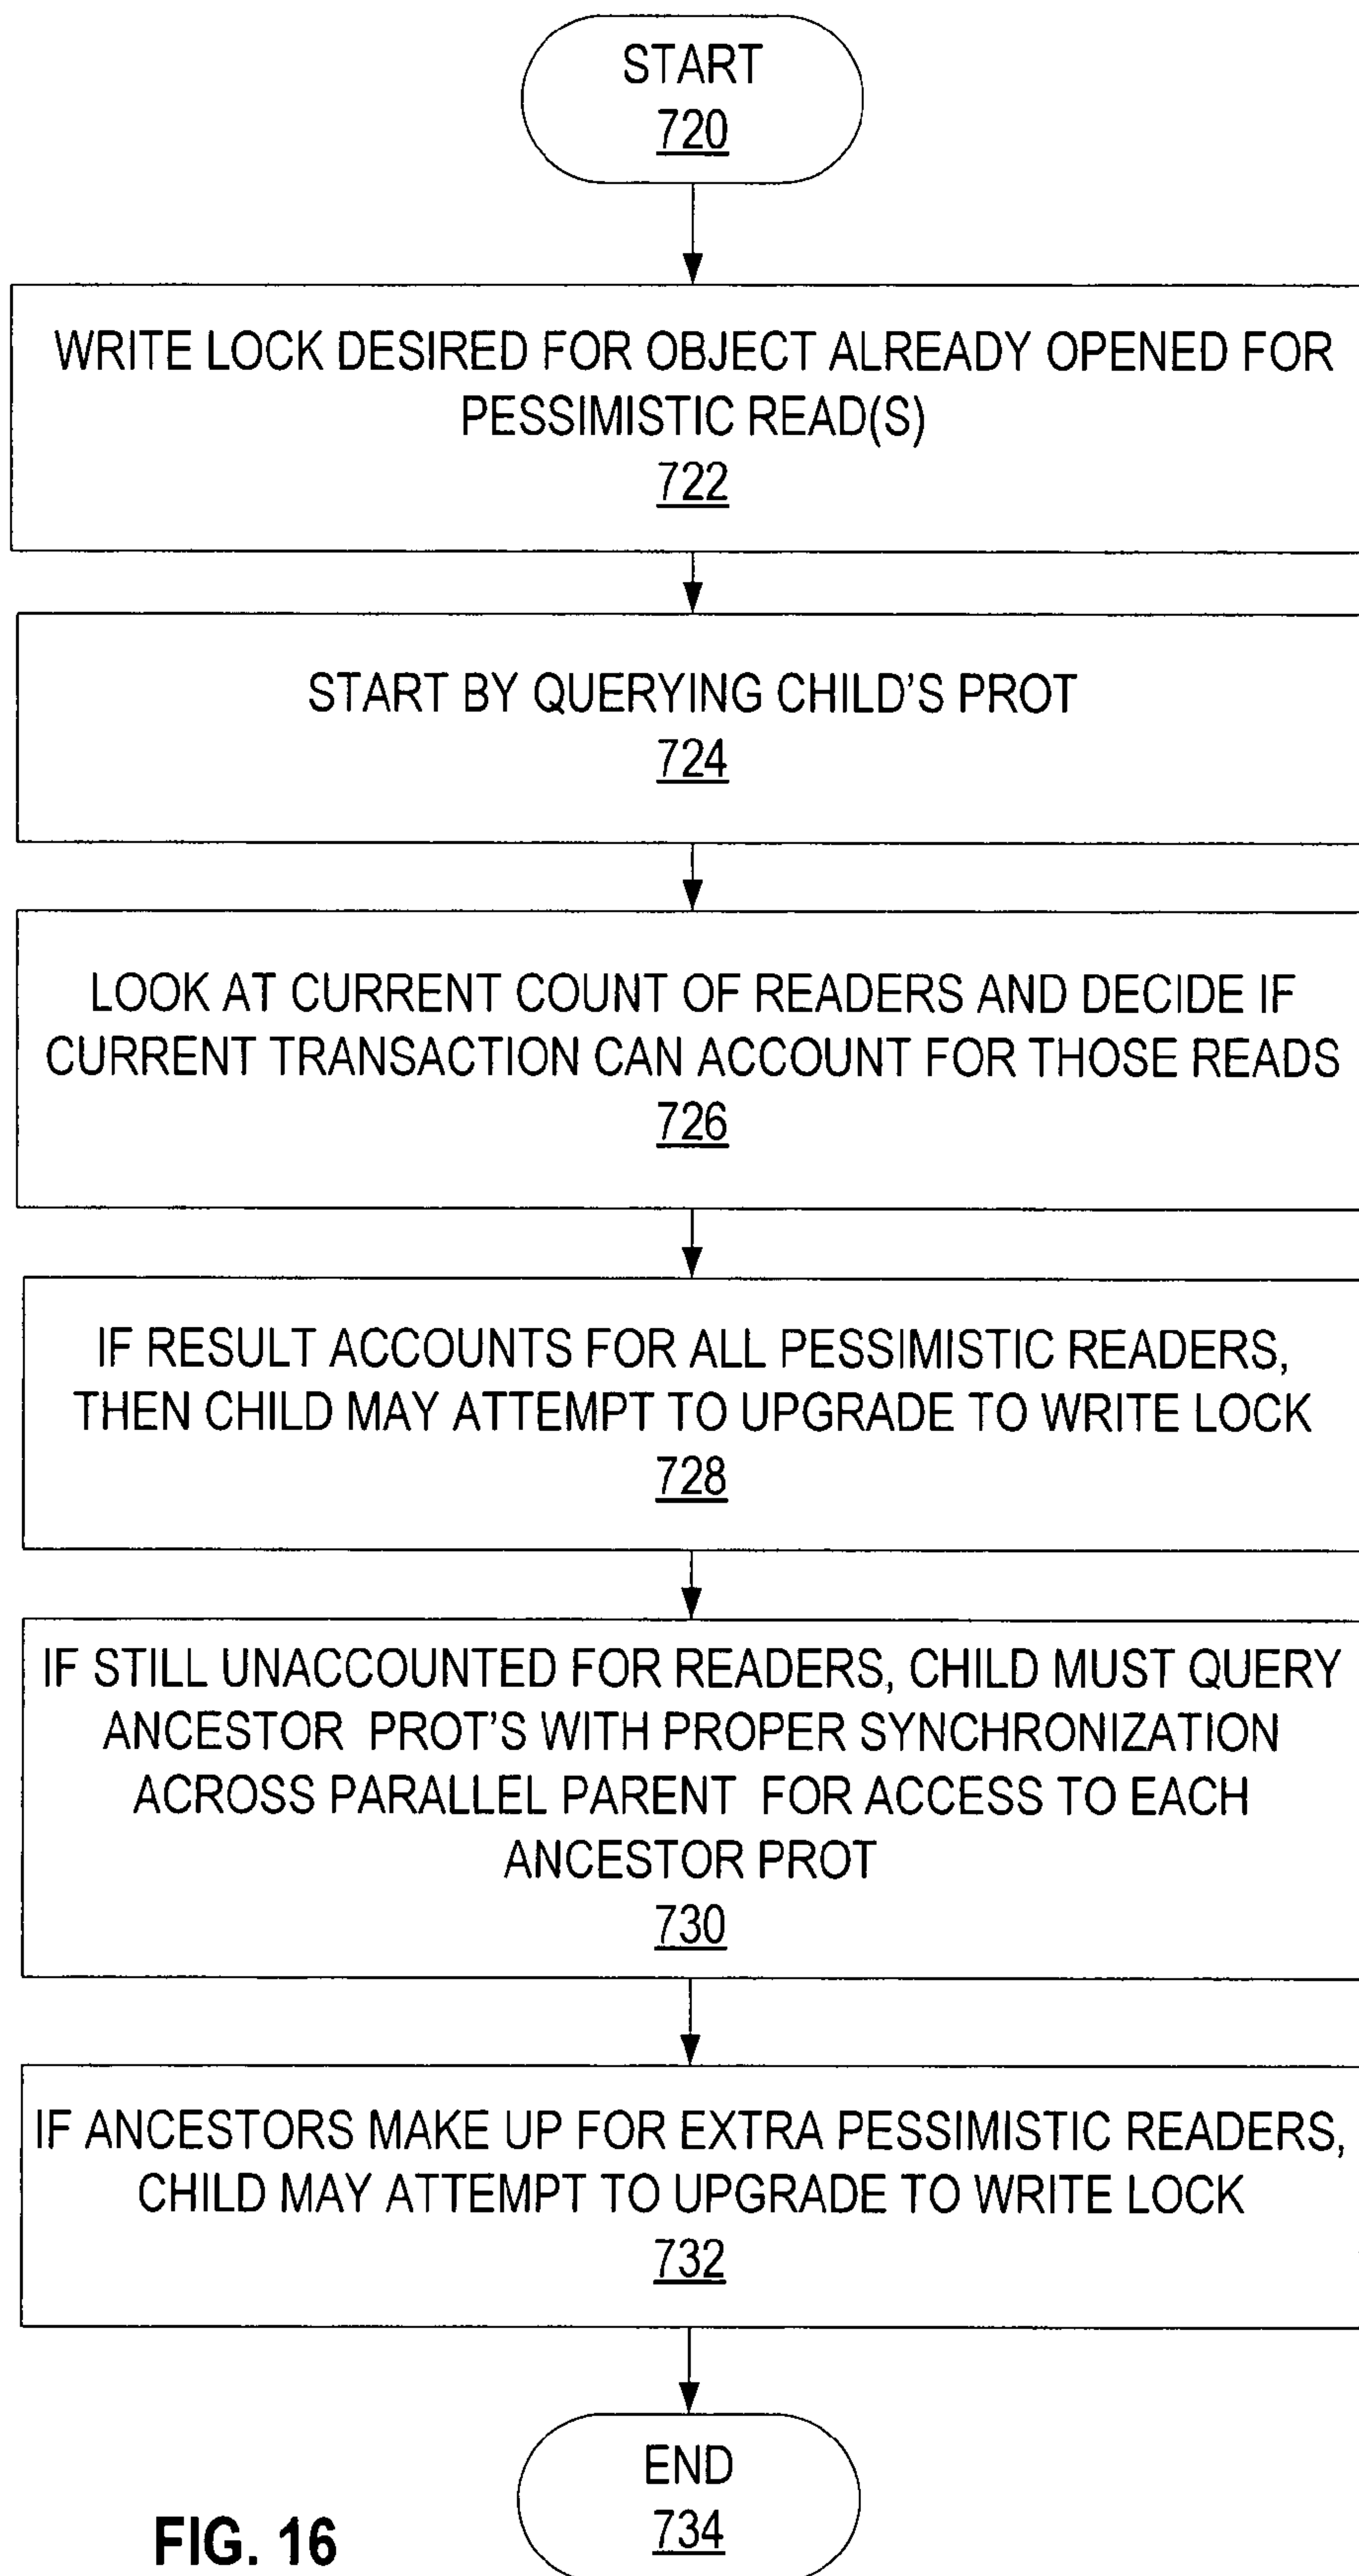 START
720
WRITE LOCK DESIRED FOR OBJECT ALREADY OPENED FOR
PESSIMISTIC READ(S)
722
START BY QUERYING CHILD'S PROT
724
LOOK AT CURRENT COUNT OF READERS AND DECIDE IF
CURRENT TRANSACTION CAN ACCOUNT FOR THOSE READS
726
IF RESULT ACCOUNTS FOR ALL PESSIMISTIC READERS,
THEN CHILD MAY ATTEMPT TO UPGRADE TO WRITE LOCK
728
IF STILL UNACCOUNTED FOR READERS, CHILD MUST QUERY
ANCESTOR PROT'S WITH PROPER SYNCHRONIZATION
ACROSS PARALLEL PARENT FOR ACCESS TO EACH
ANCESTOR PROT
730
IF ANCESTORS MAKE UP FOR EXTRA PESSIMISTIC READERS,
CHILD MAY ATTEMPT TO UPGRADE TO WRITE LOCK
732
END
734
FIG. 16